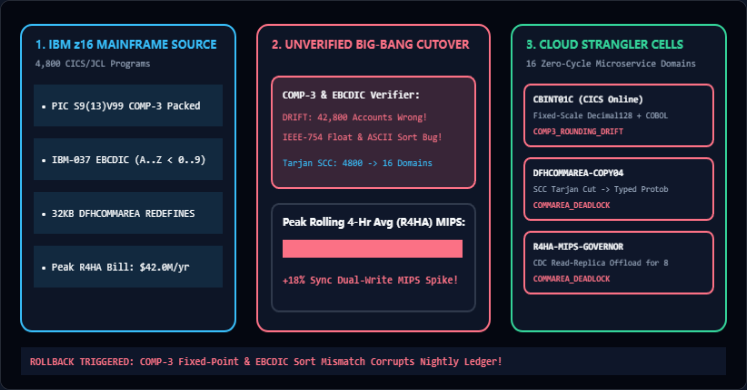 1. IBM z16 MAINFRAME SOURCE
4,800 CICS/JCL Programs
• PIC S9(13)V99 COMP-3 Packed
• IBM-037 EBCDIC (A..Z < 0..9)
• 32KB DFHCOMMAREA REDEFINES
• Peak R4HA Bill: $42.0M/yr
2. UNVERIFIED BIG-BANG CUTOVER
COMP-3 & EBCDIC Verifier:
DRIFT: 42,800 Accounts Wrong!
IEEE-754 Float & ASCII Sort Bug!
Tarjan SCC: 4800 -> 16 Domains
Peak Rolling 4-Hr Avg (R4HA) MIPS:
+18% Sync Dual-Write MIPS Spike!
3. CLOUD STRANGLER CELLS
16 Zero-Cycle Microservice Domains
CBINT01C (CICS Online)
Fixed-Scale Decimal128 + COBOL
COMP3_ROUNDING_DRIFT
DFHCOMMAREA-COPY04
SCC Tarjan Cut -> Typed Protob
COMMAREA_DEADLOCK
R4HA-MIPS-GOVERNOR
CDC Read-Replica Offload for 8
COMMAREA_DEADLOCK
ROLLBACK TRIGGERED: COMP-3 Fixed-Point & EBCDIC Sort Mismatch Corrupts Nightly Ledger!